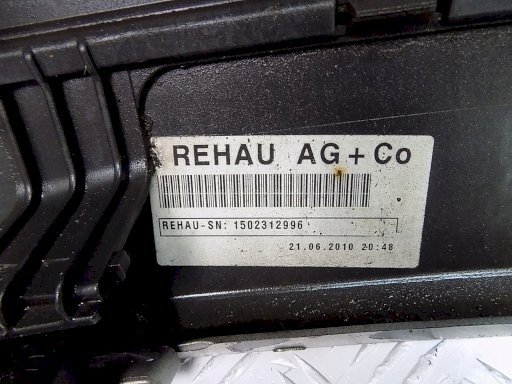 REHAU AG + Co
REHAU-SN: 1502312996
21.06.2010 20:48